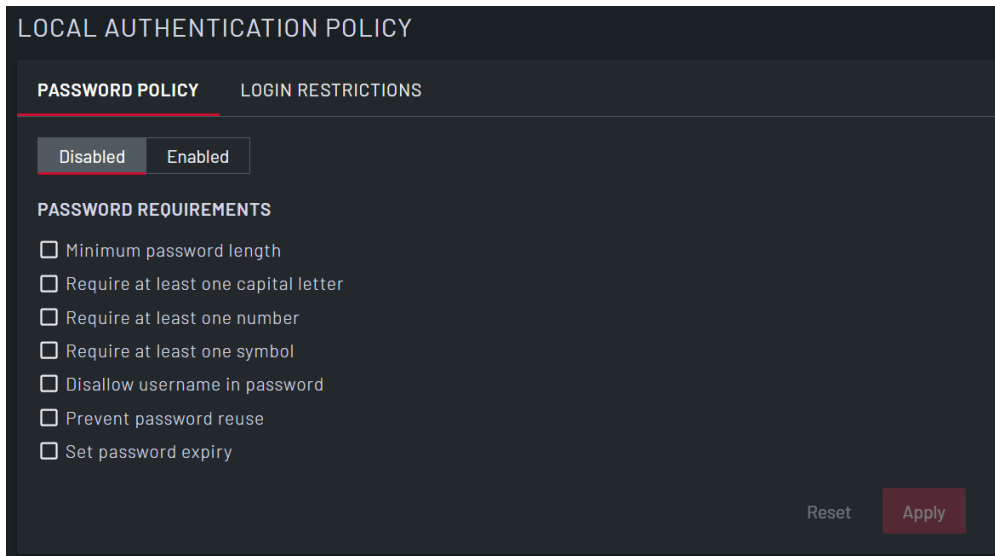 LOCAL AUTHENTICATION POLICY
PASSWORD POLICY LOGIN RESTRICTIONS
Disabled Enabled
PASSWORD REQUIREMENTS
Minimum password length
Require at least one capital letter
Require at least one number
Require at least one symbol
Disallow username in password
Prevent password reuse
Set password expiry
Reset Apply